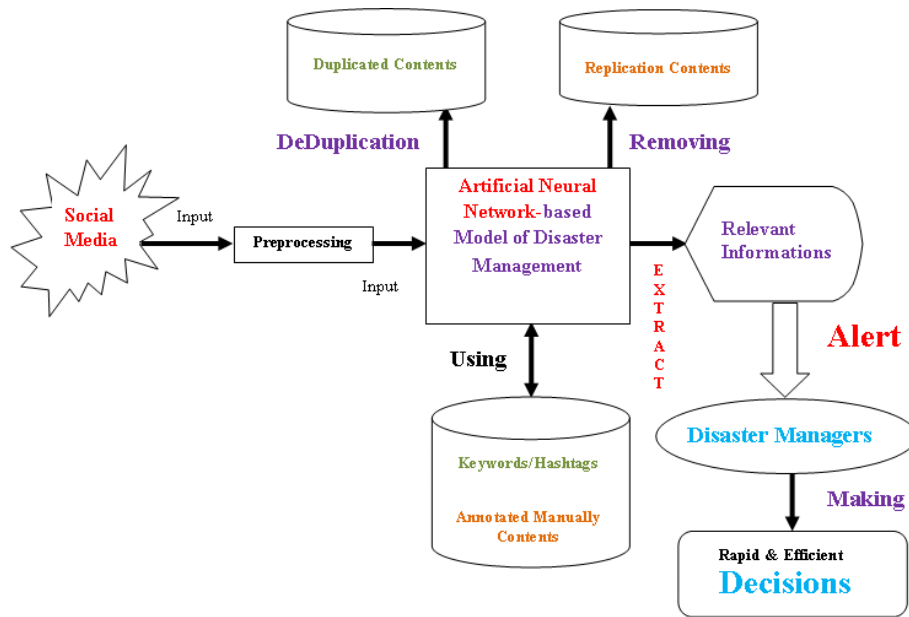 Duplicated Contents
Replication Contents
DeDuplication
Removing
Social
Media
Input
Preprocessing
Input
Artificial Neural
Network-based
Model of Disaster
Management
E
X
T
R
A
C
T
Relevant
Informations
Alert
Using
Keywords/Hashtags
Annotated Manually
Contents
Disaster Managers
Making
Rapid & Efficient
Decisions